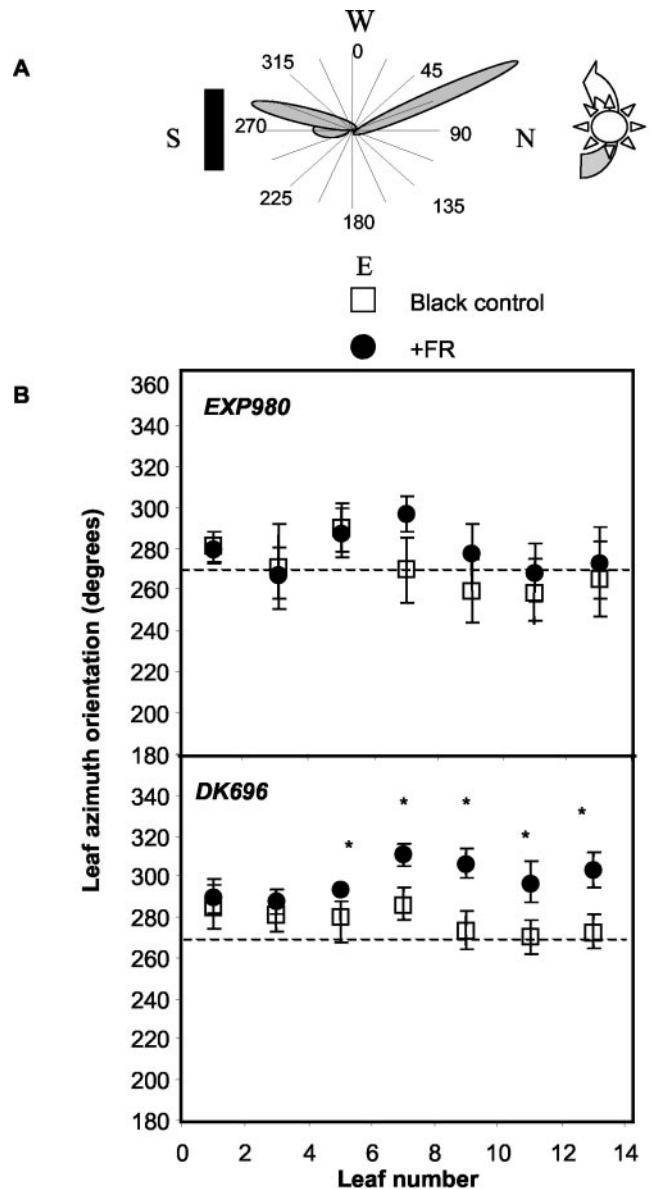 A
W
0
315
45
S
270
90
N
225
135
180
E
Black control
+FR
B
Leaf azimuth orientation (degrees)
EXP980
360
340
320
300
280
260
240
220
200
180
DK696
* * * * *
340
320
300
280
260
240
220
200
180
0 2 4 6 8 10 12 14
Leaf number